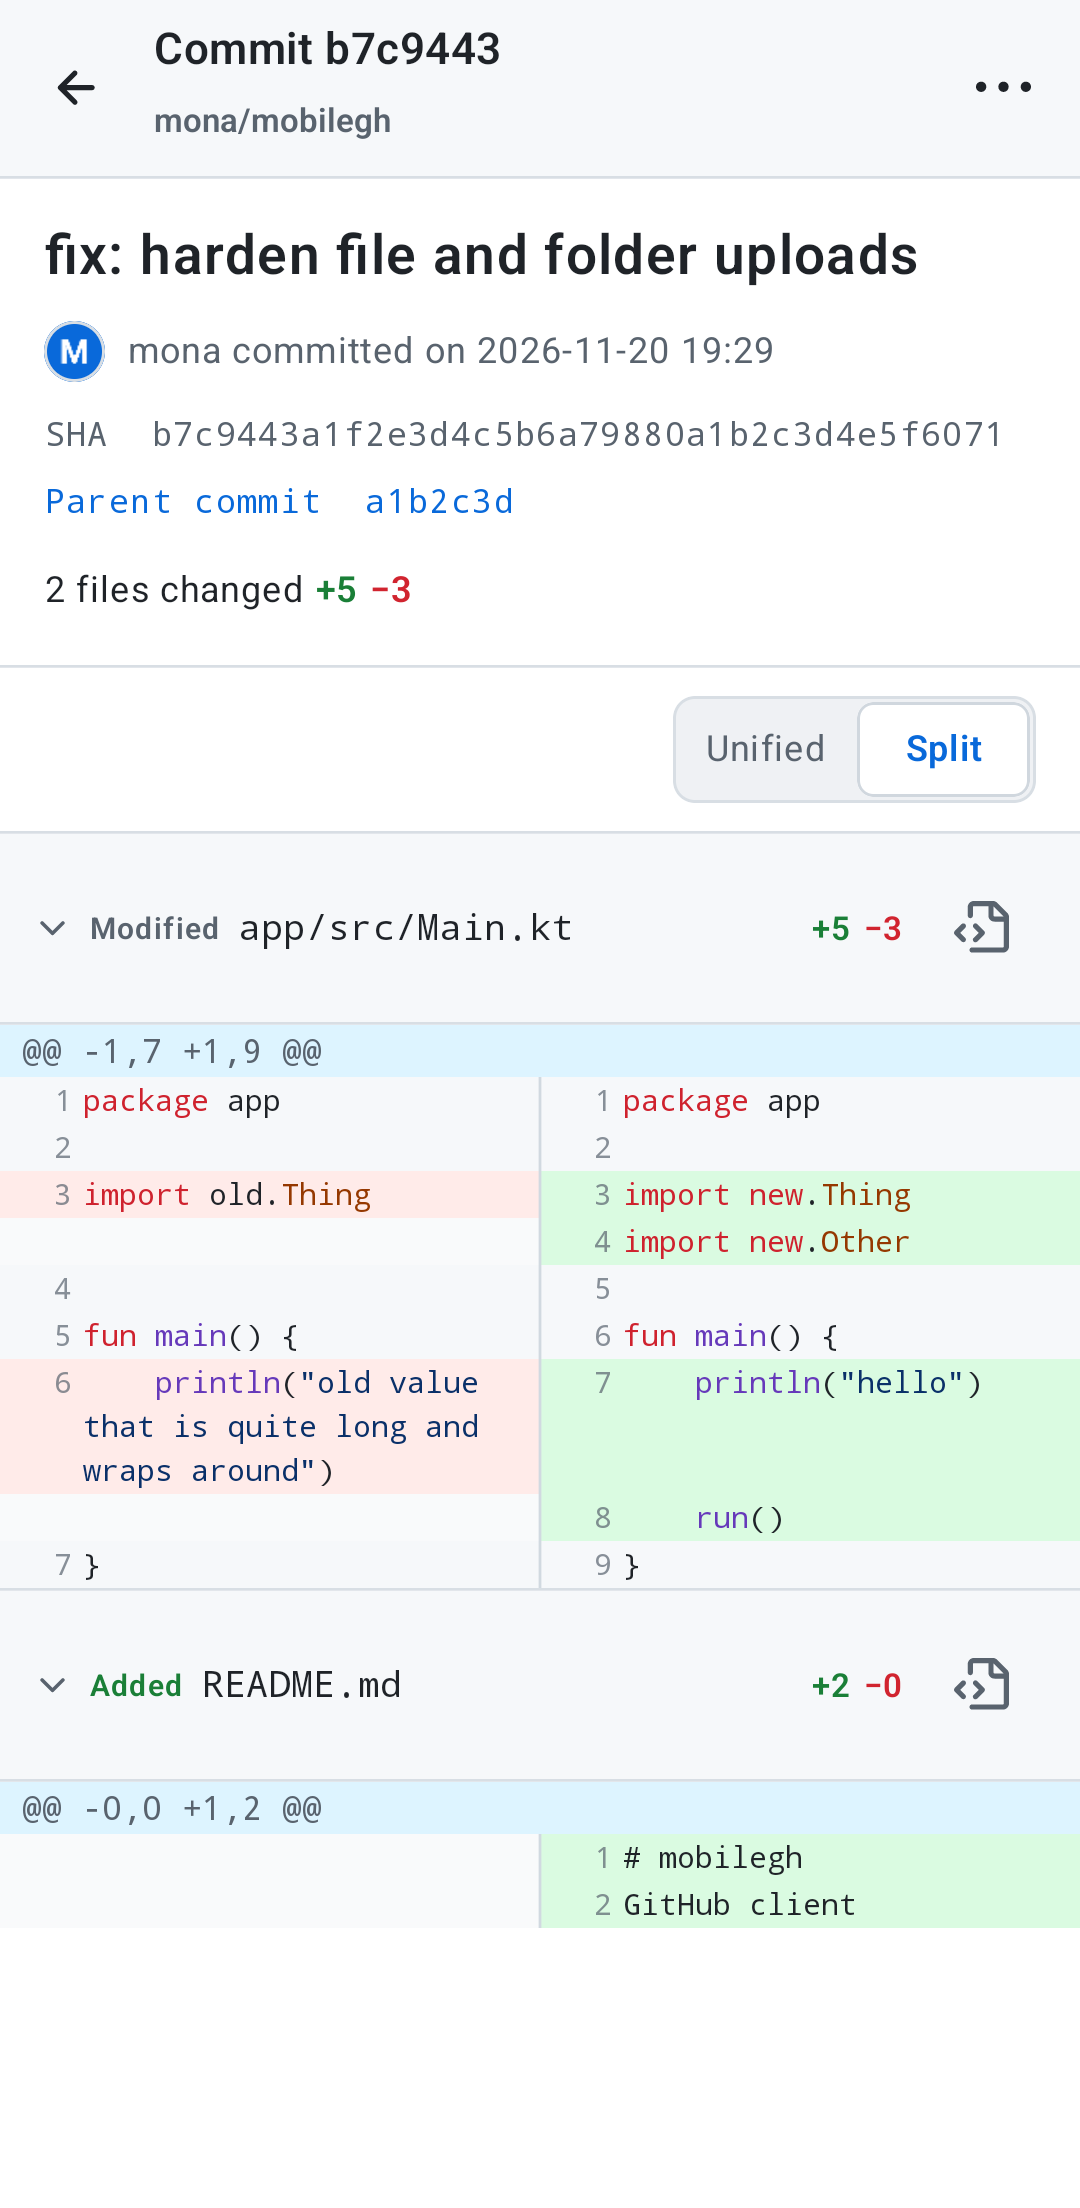 Commit b7c9443
mona/mobilegh
fix: harden file and folder uploads
M mona committed on 2026-11-20 19:29
SHA b7c9443a1f2e3d4c5b6a79880a1b2c3d4e5f6071
Parent commit a1b2c3d
2 files changed +5 −3
Unified Split
Modified app/src/Main.kt +5 −3
@@ -1,7 +1,9 @@
1 package app 1 package app
2 2
3 import old.Thing 3 import new.Thing
4 import new.Other
4 5
5 fun main() { 6 fun main() {
6 println("old value 7 println("hello")
that is quite long and
wraps around")
8 run()
7 } 9 }
Added README.md +2 −0
@@ -0,0 +1,2 @@
1 # mobilegh
2 GitHub client